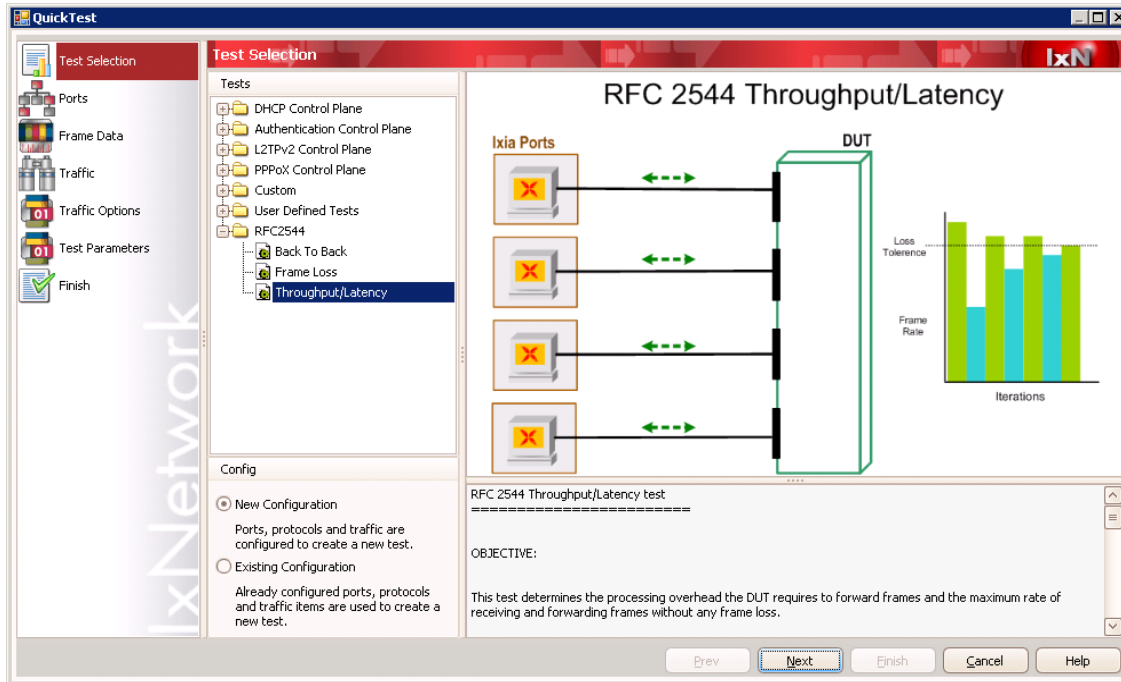 QuickTest
Test Selection
Ports
Frame Data
Traffic
Traffic Options
Test Parameters
Finish
IxNetwork
Test Selection
IxN
Tests
DHCP Control Plane
Authentication Control Plane
L2TPv2 Control Plane
PPPoX Control Plane
Custom
User Defined Tests
RFC2544
Back To Back
Frame Loss
Throughput/Latency
Config
New Configuration
Ports, protocols and traffic are
configured to create a new test.
Existing Configuration
Already configured ports, protocols
and traffic items are used to create a
new test.
RFC 2544 Throughput/Latency
Ixia Ports
DUT
Loss
Tolerence
Frame
Rate
Iterations
RFC 2544 Throughput/Latency test
========================
OBJECTIVE:
This test determines the processing overhead the DUT requires to forward frames and the maximum rate of
receiving and forwarding frames without any frame loss.
Prev
Next
Finish
Cancel
Help